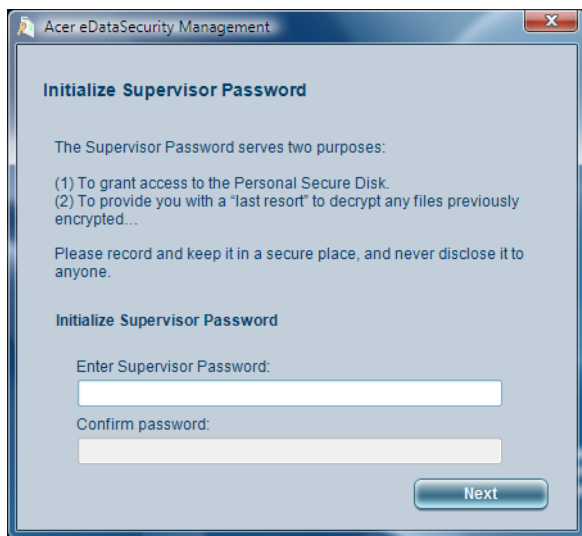 Acer eDataSecurity Management
Initialize Supervisor Password
The Supervisor Password serves two purposes:
(1) To grant access to the Personal Secure Disk.
(2) To provide you with a “last resort” to decrypt any files previously
encrypted...
Please record and keep it in a secure place, and never disclose it to
anyone.
Initialize Supervisor Password
Enter Supervisor Password:
Confirm password:
Next